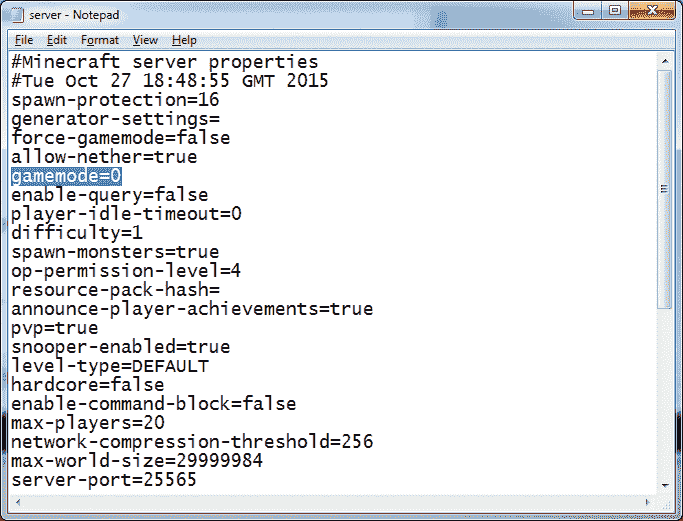 server - Notepad
File Edit Format View Help
#Minecraft server properties
#Tue Oct 27 18:48:55 GMT 2015
spawn-protection=16
generator-settings=
force-gamemode=false
allow-nether=true
gamemode=0
enable-query=false
player-idle-timeout=0
difficulty=1
spawn-monsters=true
op-permission-level=4
resource-pack-hash=
announce-player-achievements=true
pvp=true
snooper-enabled=true
level-type=DEFAULT
hardcore=false
enable-command-block=false
max-players=20
network-compression-threshold=256
max-world-size=29999984
server-port=25565